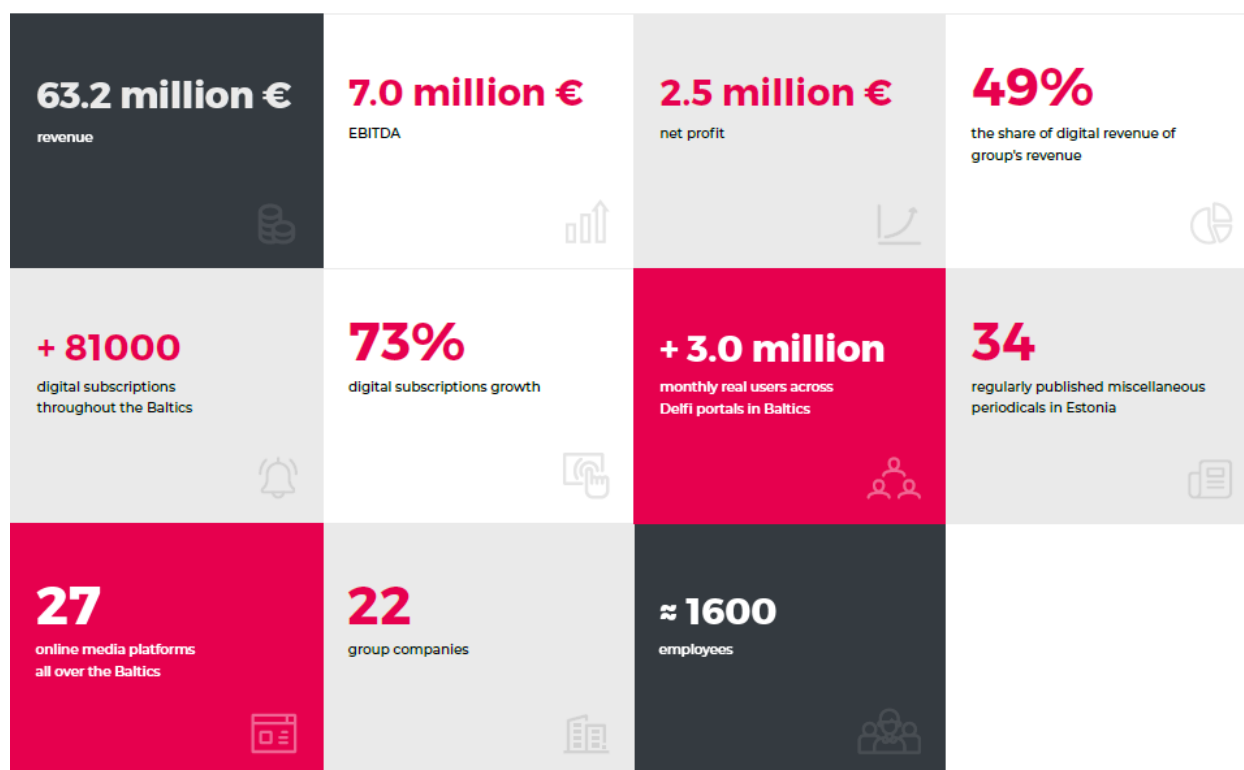 63.2 million €
revenue
7.0 million €
EBITDA
2.5 million €
net profit
49%
the share of digital revenue of
group's revenue
+ 81000
digital subscriptions
throughout the Baltics
73%
digital subscriptions growth
+ 3.0 million
monthly real users across
Delfi portals in Baltics
34
regularly published miscellaneous
periodicals in Estonia
27
online media platforms
all over the Baltics
22
group companies
≈ 1600
employees